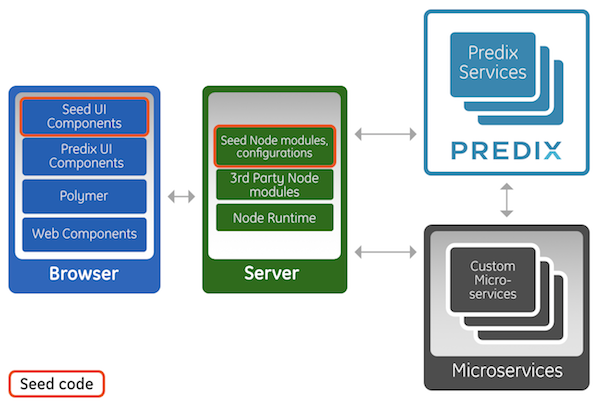 Seed UI
Components
Predix UI
Components
Polymer
Web Components
Browser
Seed Node modules,
configurations
3rd Party Node
modules
Node Runtime
Server
Predix
Services
PREDIX
Custom
Micro-
services
Microservices
Seed code